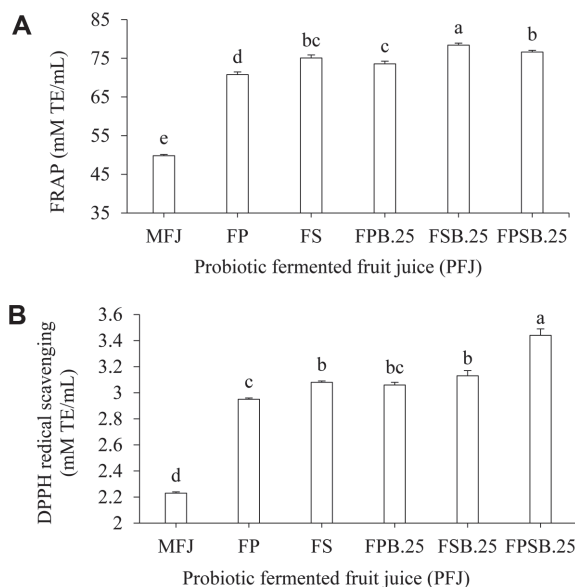 A
FRAP (mM TE/mL)
85
75
65
55
45
35
e
d
bc
c
a
b
MFJ FP FS FPB.25 FSB.25 FPSB.25
Probiotic fermented fruit juice (PFJ)
B
DPPH redical scavenging
(mM TE/mL)
3.6
3.4
3.2
3
2.8
2.6
2.4
2.2
2
d
c
b
bc
b
a
MFJ FP FS FPB.25 FSB.25 FPSB.25
Probiotic fermented fruit juice (PFJ)